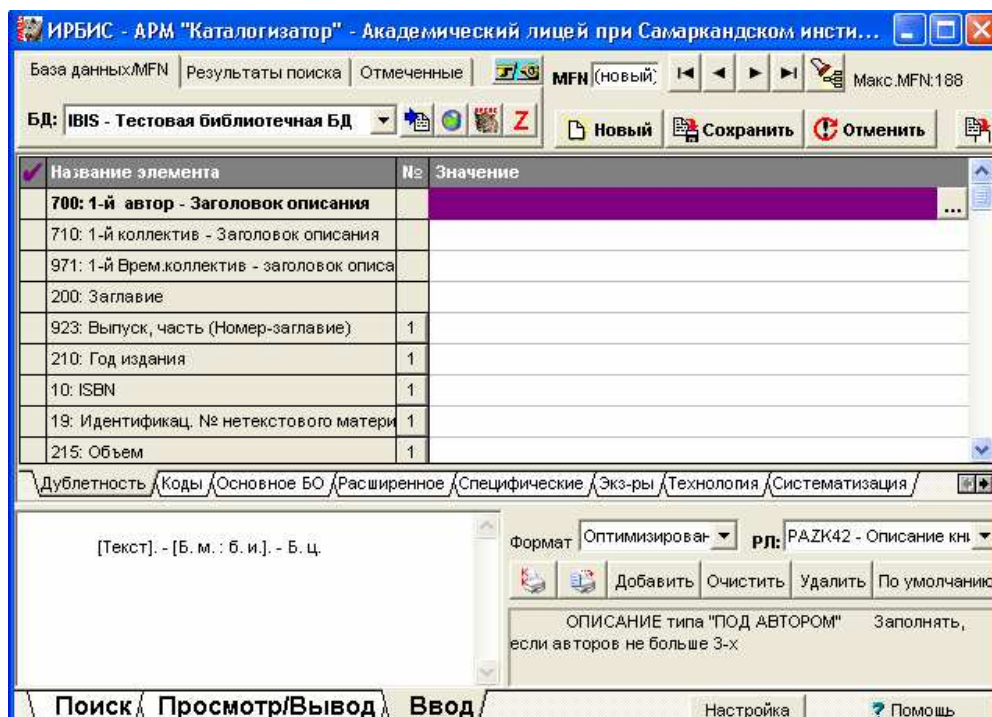 ИРБИС - АРМ "Каталогизатор" - Академический лицей при Самаркандском инсти...
База данных/MFN Результаты поиска Отмеченные MFN (новый) Макс.MFN:188
БД: IBIS - Тестовая библиотечная БД Z Новый Сохранить Отменить
Название элемента № Значение
700: 1-й автор - Заголовок описания ...
710: 1-й коллектив - Заголовок описания
971: 1-й Врем.коллектив - заголовок описа
200: Заглавие
923: Выпуск, часть (Номер-заглавие) 1
210: Год издания 1
10: ISBN 1
19: Идентификац. № нетекстового матери 1
215: Объем 1
Дублетность Коды Основное БО Расширенное Специфические Экз-ры Технология Систематизация
[Текст]. - [Б. м. : б. и.]. - Б. ц.
Формат Оптимизирован РЛ: PAZK42 - Описание кни
Добавить Очистить Удалить По умолчанию
ОПИСАНИЕ типа "ПОД АВТОРОМ" Заполнять,
если авторов не больше 3-х
Поиск Просмотр/Вывод Ввод Настройка ? Помощь